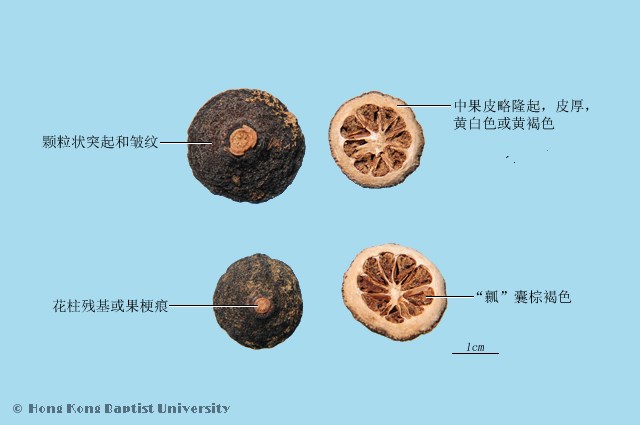 中果皮略隆起，皮厚，
黄白色或黄褐色
颗粒状突起和皱纹
花柱残基或果梗痕
“瓤”囊棕褐色
1cm
© Hong Kong Baptist University